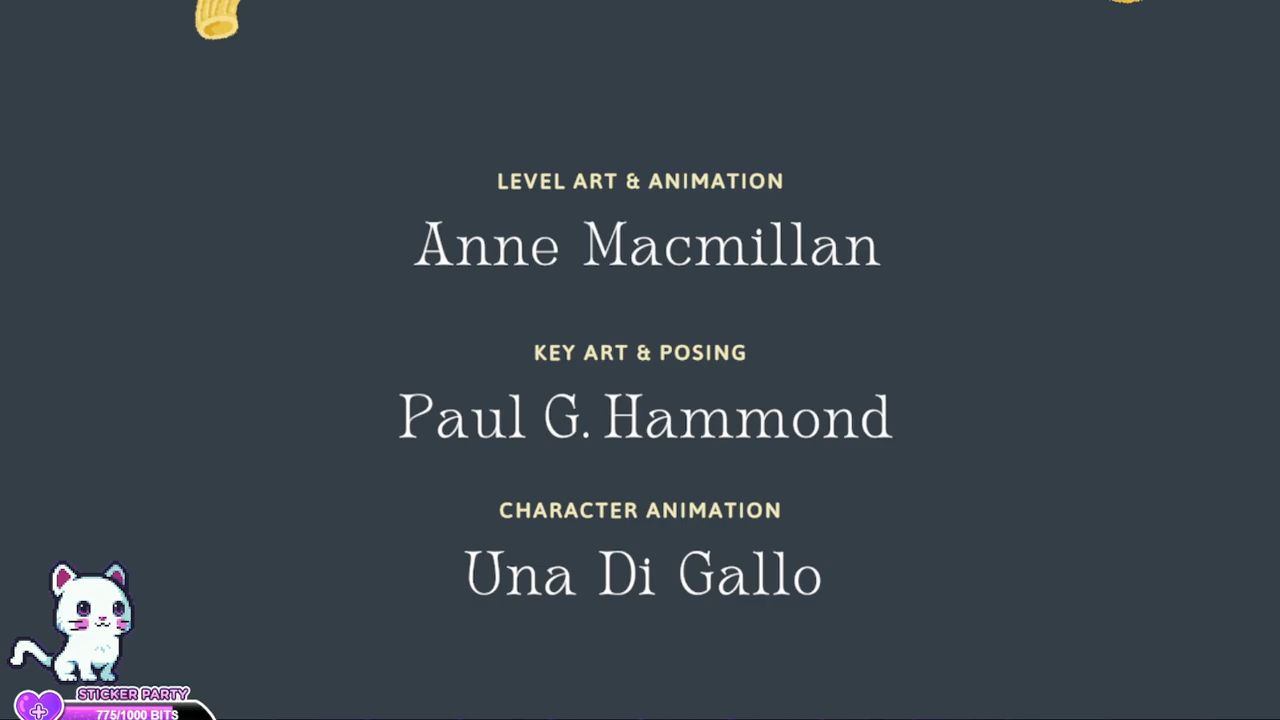 LEVEL ART & ANIMATION
Anne Macmillan
KEY ART & POSING
Paul G. Hammond
CHARACTER ANIMATION
Una Di Gallo
STICKER PARTY
775/1000 BITS